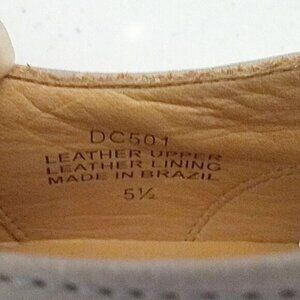 DC501
LEATHER UPPER
LEATHER LINING
MADE IN BRAZIL
5½